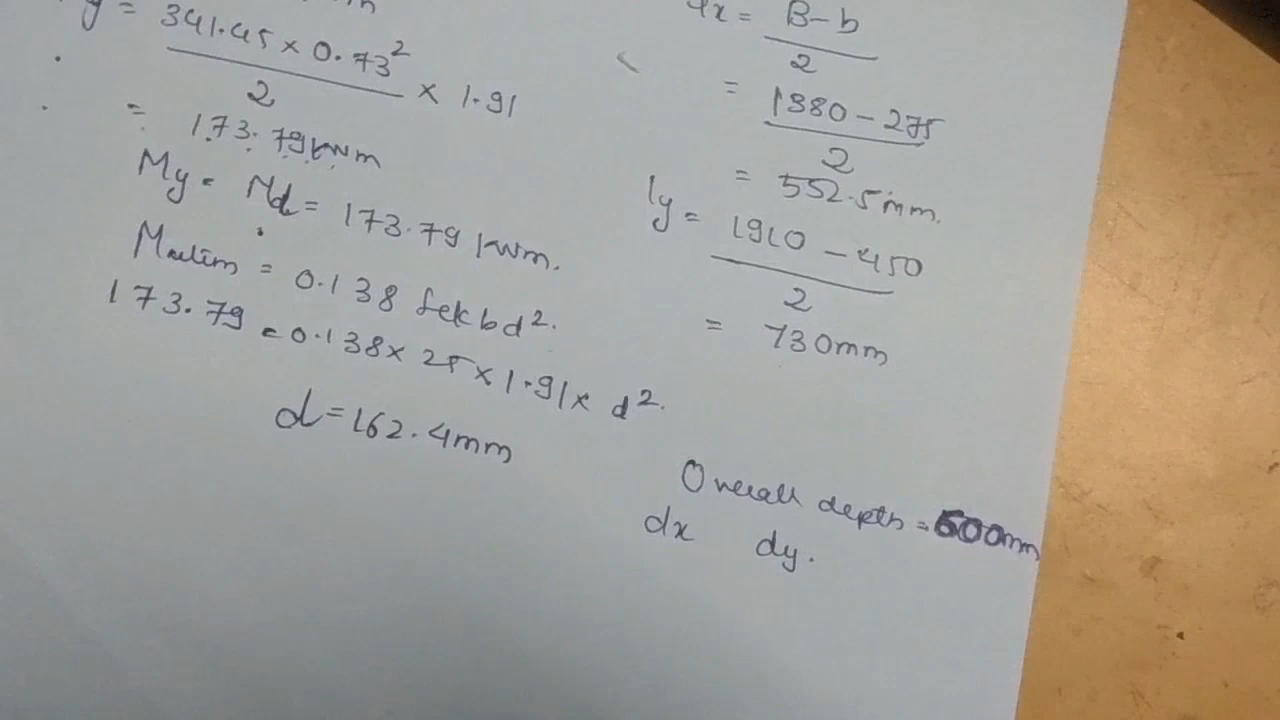 y = 341.45 × 0.73²
2 × 1.91
= 173.79 kNm
My = Md = 173.79 kNm.
Mulim = 0.138 fck bd².
173.79 = 0.138 × 25 × 1.91 × d².
d = 162.4mm
lx = B-b
2
= 1380 - 275
2
= 552.5mm.
ly = 1910 - 450
2
= 730mm
Overall depth = 500mm
dx dy.